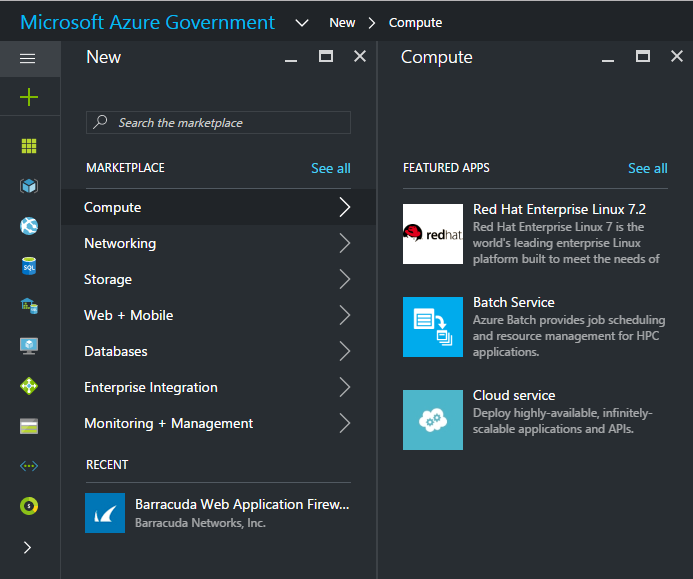 Microsoft Azure Government New Compute
New
Search the marketplace
MARKETPLACE See all
Compute
Networking
Storage
Web + Mobile
Databases
Enterprise Integration
Monitoring + Management
RECENT
Barracuda Web Application Firew...
Barracuda Networks, Inc.
Compute
FEATURED APPS See all
redhat
Red Hat Enterprise Linux 7.2
Red Hat Enterprise Linux 7 is the
world's leading enterprise Linux
platform built to meet the needs of
Batch Service
Azure Batch provides job scheduling
and resource management for HPC
applications.
Cloud service
Deploy highly-available, infinitely-
scalable applications and APIs.
SQL